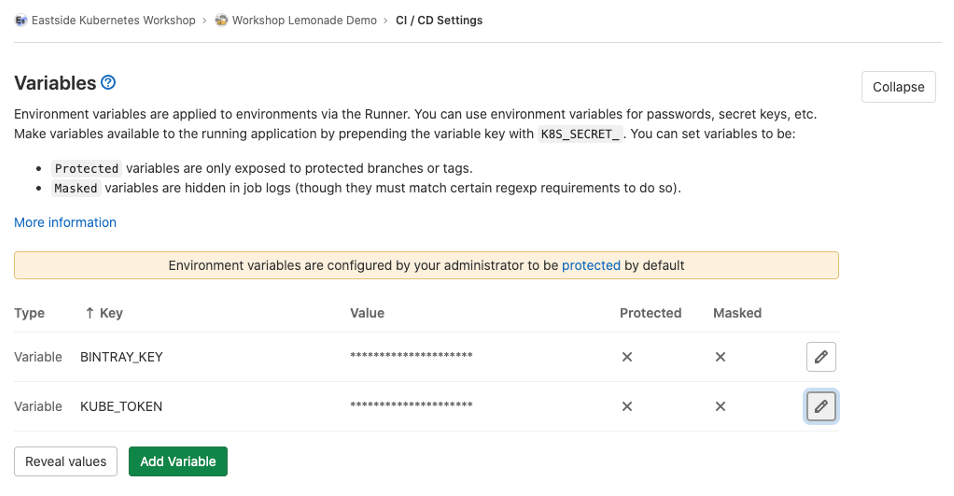 Eastside Kubernetes Workshop > Workshop Lemonade Demo > CI / CD Settings
Variables ?
Collapse
Environment variables are applied to environments via the Runner. You can use environment variables for passwords, secret keys, etc.
Make variables available to the running application by prepending the variable key with K8S_SECRET_ . You can set variables to be:
• Protected variables are only exposed to protected branches or tags.
• Masked variables are hidden in job logs (though they must match certain regexp requirements to do so).
More information
Environment variables are configured by your administrator to be protected by default
Type ↑ Key Value Protected Masked
Variable BINTRAY_KEY ********************* × ×
Variable KUBE_TOKEN ********************* × ×
Reveal values Add Variable